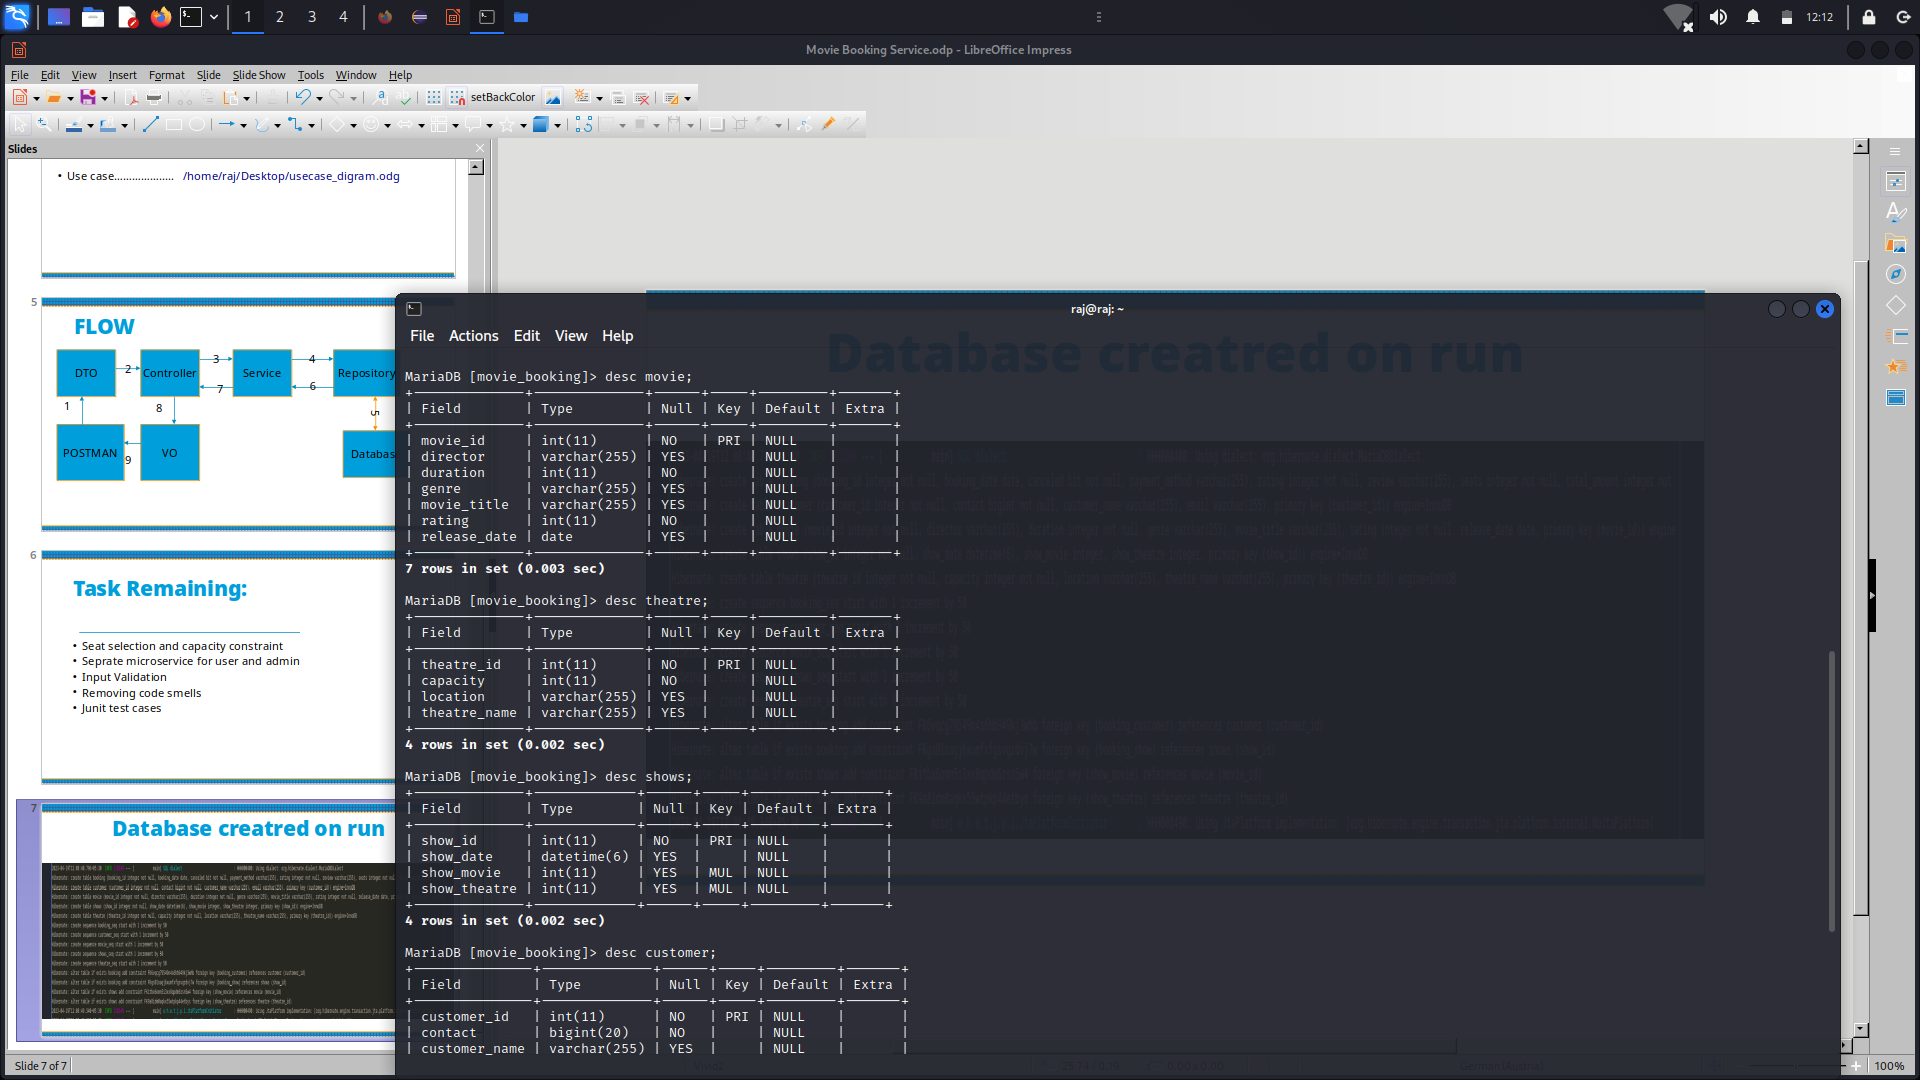 1 2 3 4
12:12
Movie Booking Service.odp - LibreOffice Impress
File Edit View Insert Format Slide Slide Show Tools Window Help
setBackColor
Slides
• Use case................... /home/raj/Desktop/usecase_digram.odg
5
FLOW
DTO 2 Controller 3 7 Service 4 6 Repository
1 8 5
POSTMAN 9 VO Databas
6
Task Remaining:
• Seat selection and capacity constraint
• Seprate microservice for user and admin
• Input Validation
• Removing code smells
• Junit test cases
7
Database creatred on run
Slide 7 of 7
100%
Database creatred on run
raj@raj: ~
File Actions Edit View Help
MariaDB [movie_booking]> desc movie;
| Field | Type | Null | Key | Default | Extra |
| movie_id | int(11) | NO | PRI | NULL | |
| director | varchar(255) | YES | | NULL | |
| duration | int(11) | NO | | NULL | |
| genre | varchar(255) | YES | | NULL | |
| movie_title | varchar(255) | YES | | NULL | |
| rating | int(11) | NO | | NULL | |
| release_date | date | YES | | NULL | |
7 rows in set (0.003 sec)
MariaDB [movie_booking]> desc theatre;
| Field | Type | Null | Key | Default | Extra |
| theatre_id | int(11) | NO | PRI | NULL | |
| capacity | int(11) | NO | | NULL | |
| location | varchar(255) | YES | | NULL | |
| theatre_name | varchar(255) | YES | | NULL | |
4 rows in set (0.002 sec)
MariaDB [movie_booking]> desc shows;
| Field | Type | Null | Key | Default | Extra |
| show_id | int(11) | NO | PRI | NULL | |
| show_date | datetime(6) | YES | | NULL | |
| show_movie | int(11) | YES | MUL | NULL | |
| show_theatre | int(11) | YES | MUL | NULL | |
4 rows in set (0.002 sec)
MariaDB [movie_booking]> desc customer;
| Field | Type | Null | Key | Default | Extra |
| customer_id | int(11) | NO | PRI | NULL | |
| contact | bigint(20) | NO | | NULL | |
| customer_name | varchar(255) | YES | | NULL | |